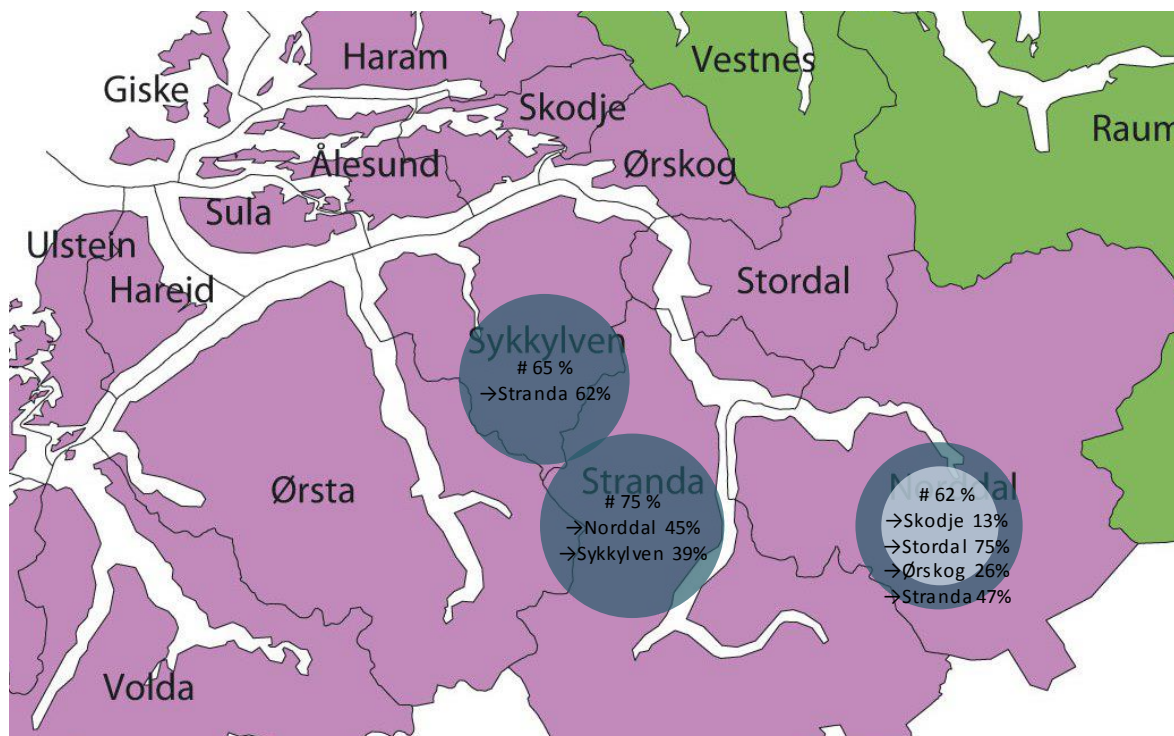 Haram
Vestnes
Giske
Skodje
Raum
Ålesund
Ørskog
Sula
Ulstein
Hareid
Stordal
Sykkylven
# 65 %
→Stranda 62%
Stranda
# 75 %
→Norddal 45%
→Sykkylven 39%
Ørsta
Norddal
# 62 %
→Skodje 13%
→Stordal 75%
→Ørskog 26%
→Stranda 47%
Volda